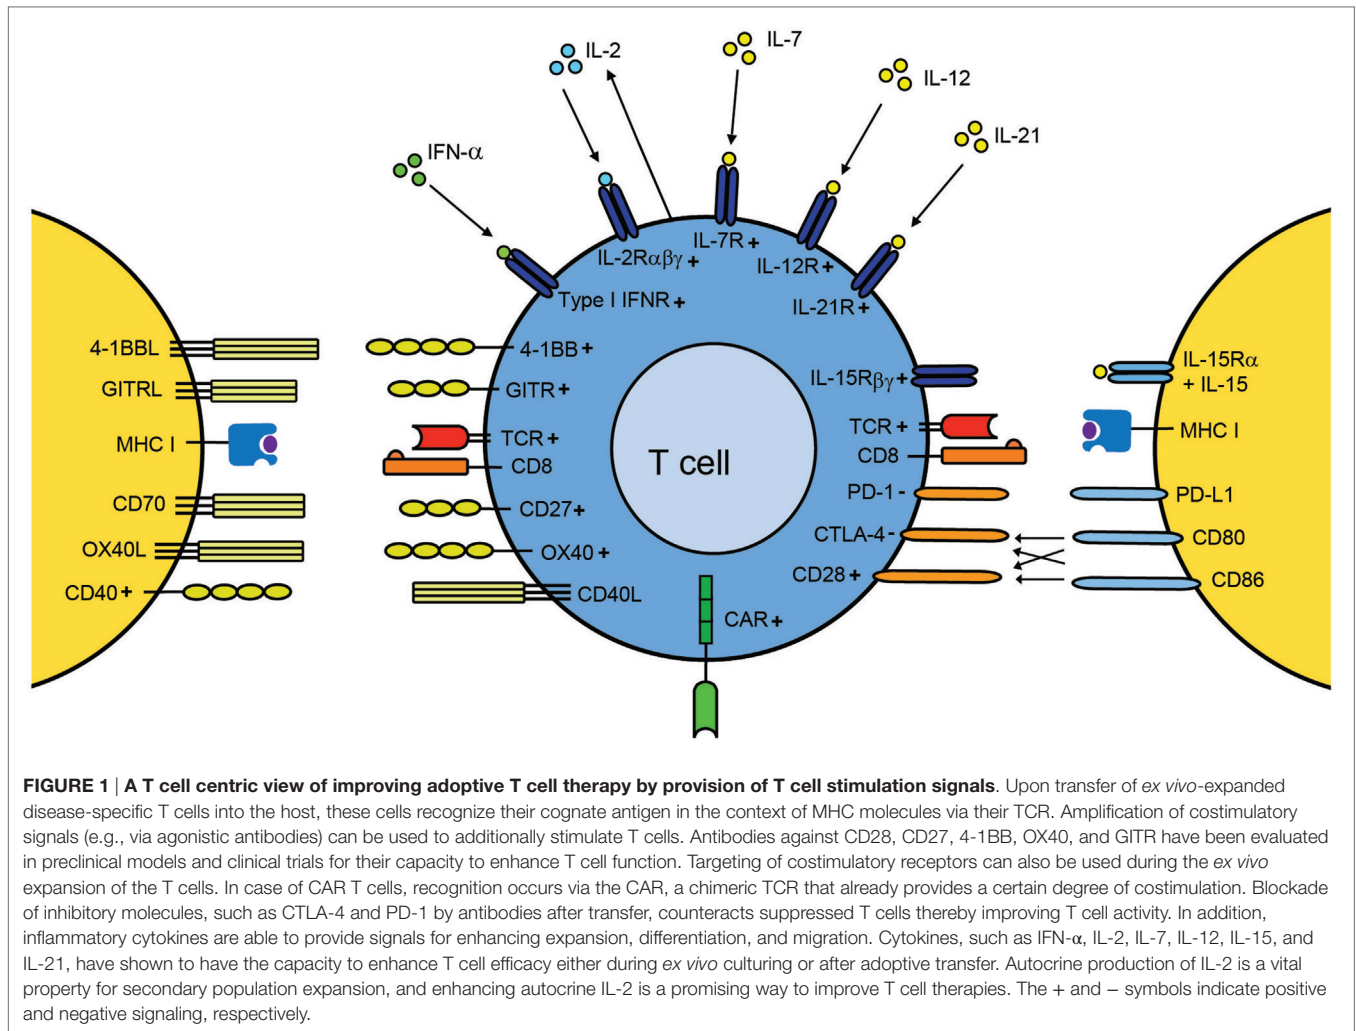 IL-2
IL-7
IL-12
IL-21
IFN-α
IL-2Rαβγ+
IL-7R+
IL-12R+
IL-21R+
Type I IFNR+
4-1BBL
4-1BB+
GITRL
GITR+
MHC I
TCR+
CD8
CD70
CD27+
OX40L
OX40+
CD40+
CD40L
T cell
CAR+
IL-15Rβγ+
IL-15Rα
+ IL-15
TCR+
MHC I
CD8
PD-1-
PD-L1
CTLA-4-
CD80
CD28+
CD86
FIGURE 1 | A T cell centric view of improving adoptive T cell therapy by provision of T cell stimulation signals. Upon transfer of ex vivo-expanded
disease-specific T cells into the host, these cells recognize their cognate antigen in the context of MHC molecules via their TCR. Amplification of costimulatory
signals (e.g., via agonistic antibodies) can be used to additionally stimulate T cells. Antibodies against CD28, CD27, 4-1BB, OX40, and GITR have been evaluated
in preclinical models and clinical trials for their capacity to enhance T cell function. Targeting of costimulatory receptors can also be used during the ex vivo
expansion of the T cells. In case of CAR T cells, recognition occurs via the CAR, a chimeric TCR that already provides a certain degree of costimulation. Blockade
of inhibitory molecules, such as CTLA-4 and PD-1 by antibodies after transfer, counteracts suppressed T cells thereby improving T cell activity. In addition,
inflammatory cytokines are able to provide signals for enhancing expansion, differentiation, and migration. Cytokines, such as IFN-α, IL-2, IL-7, IL-12, IL-15, and
IL-21, have shown to have the capacity to enhance T cell efficacy either during ex vivo culturing or after adoptive transfer. Autocrine production of IL-2 is a vital
property for secondary population expansion, and enhancing autocrine IL-2 is a promising way to improve T cell therapies. The + and − symbols indicate positive
and negative signaling, respectively.